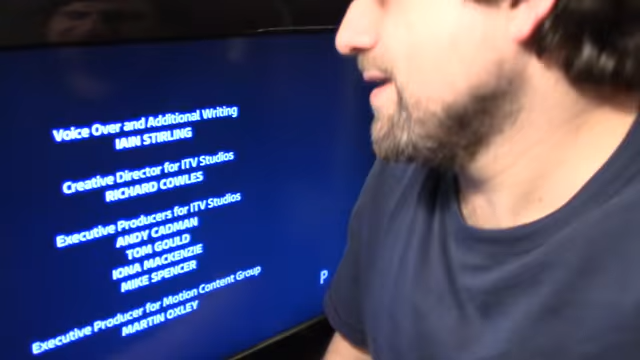 Voice Over and Additional Writing
IAIN STIRLING
Creative Director for ITV Studios
RICHARD COWLES
Executive Producers for ITV Studios
ANDY CADMAN
TOM GOULD
IONA MACKENZIE
MIKE SPENCER
Executive Producer for Motion Content Group
MARTIN OXLEY
P